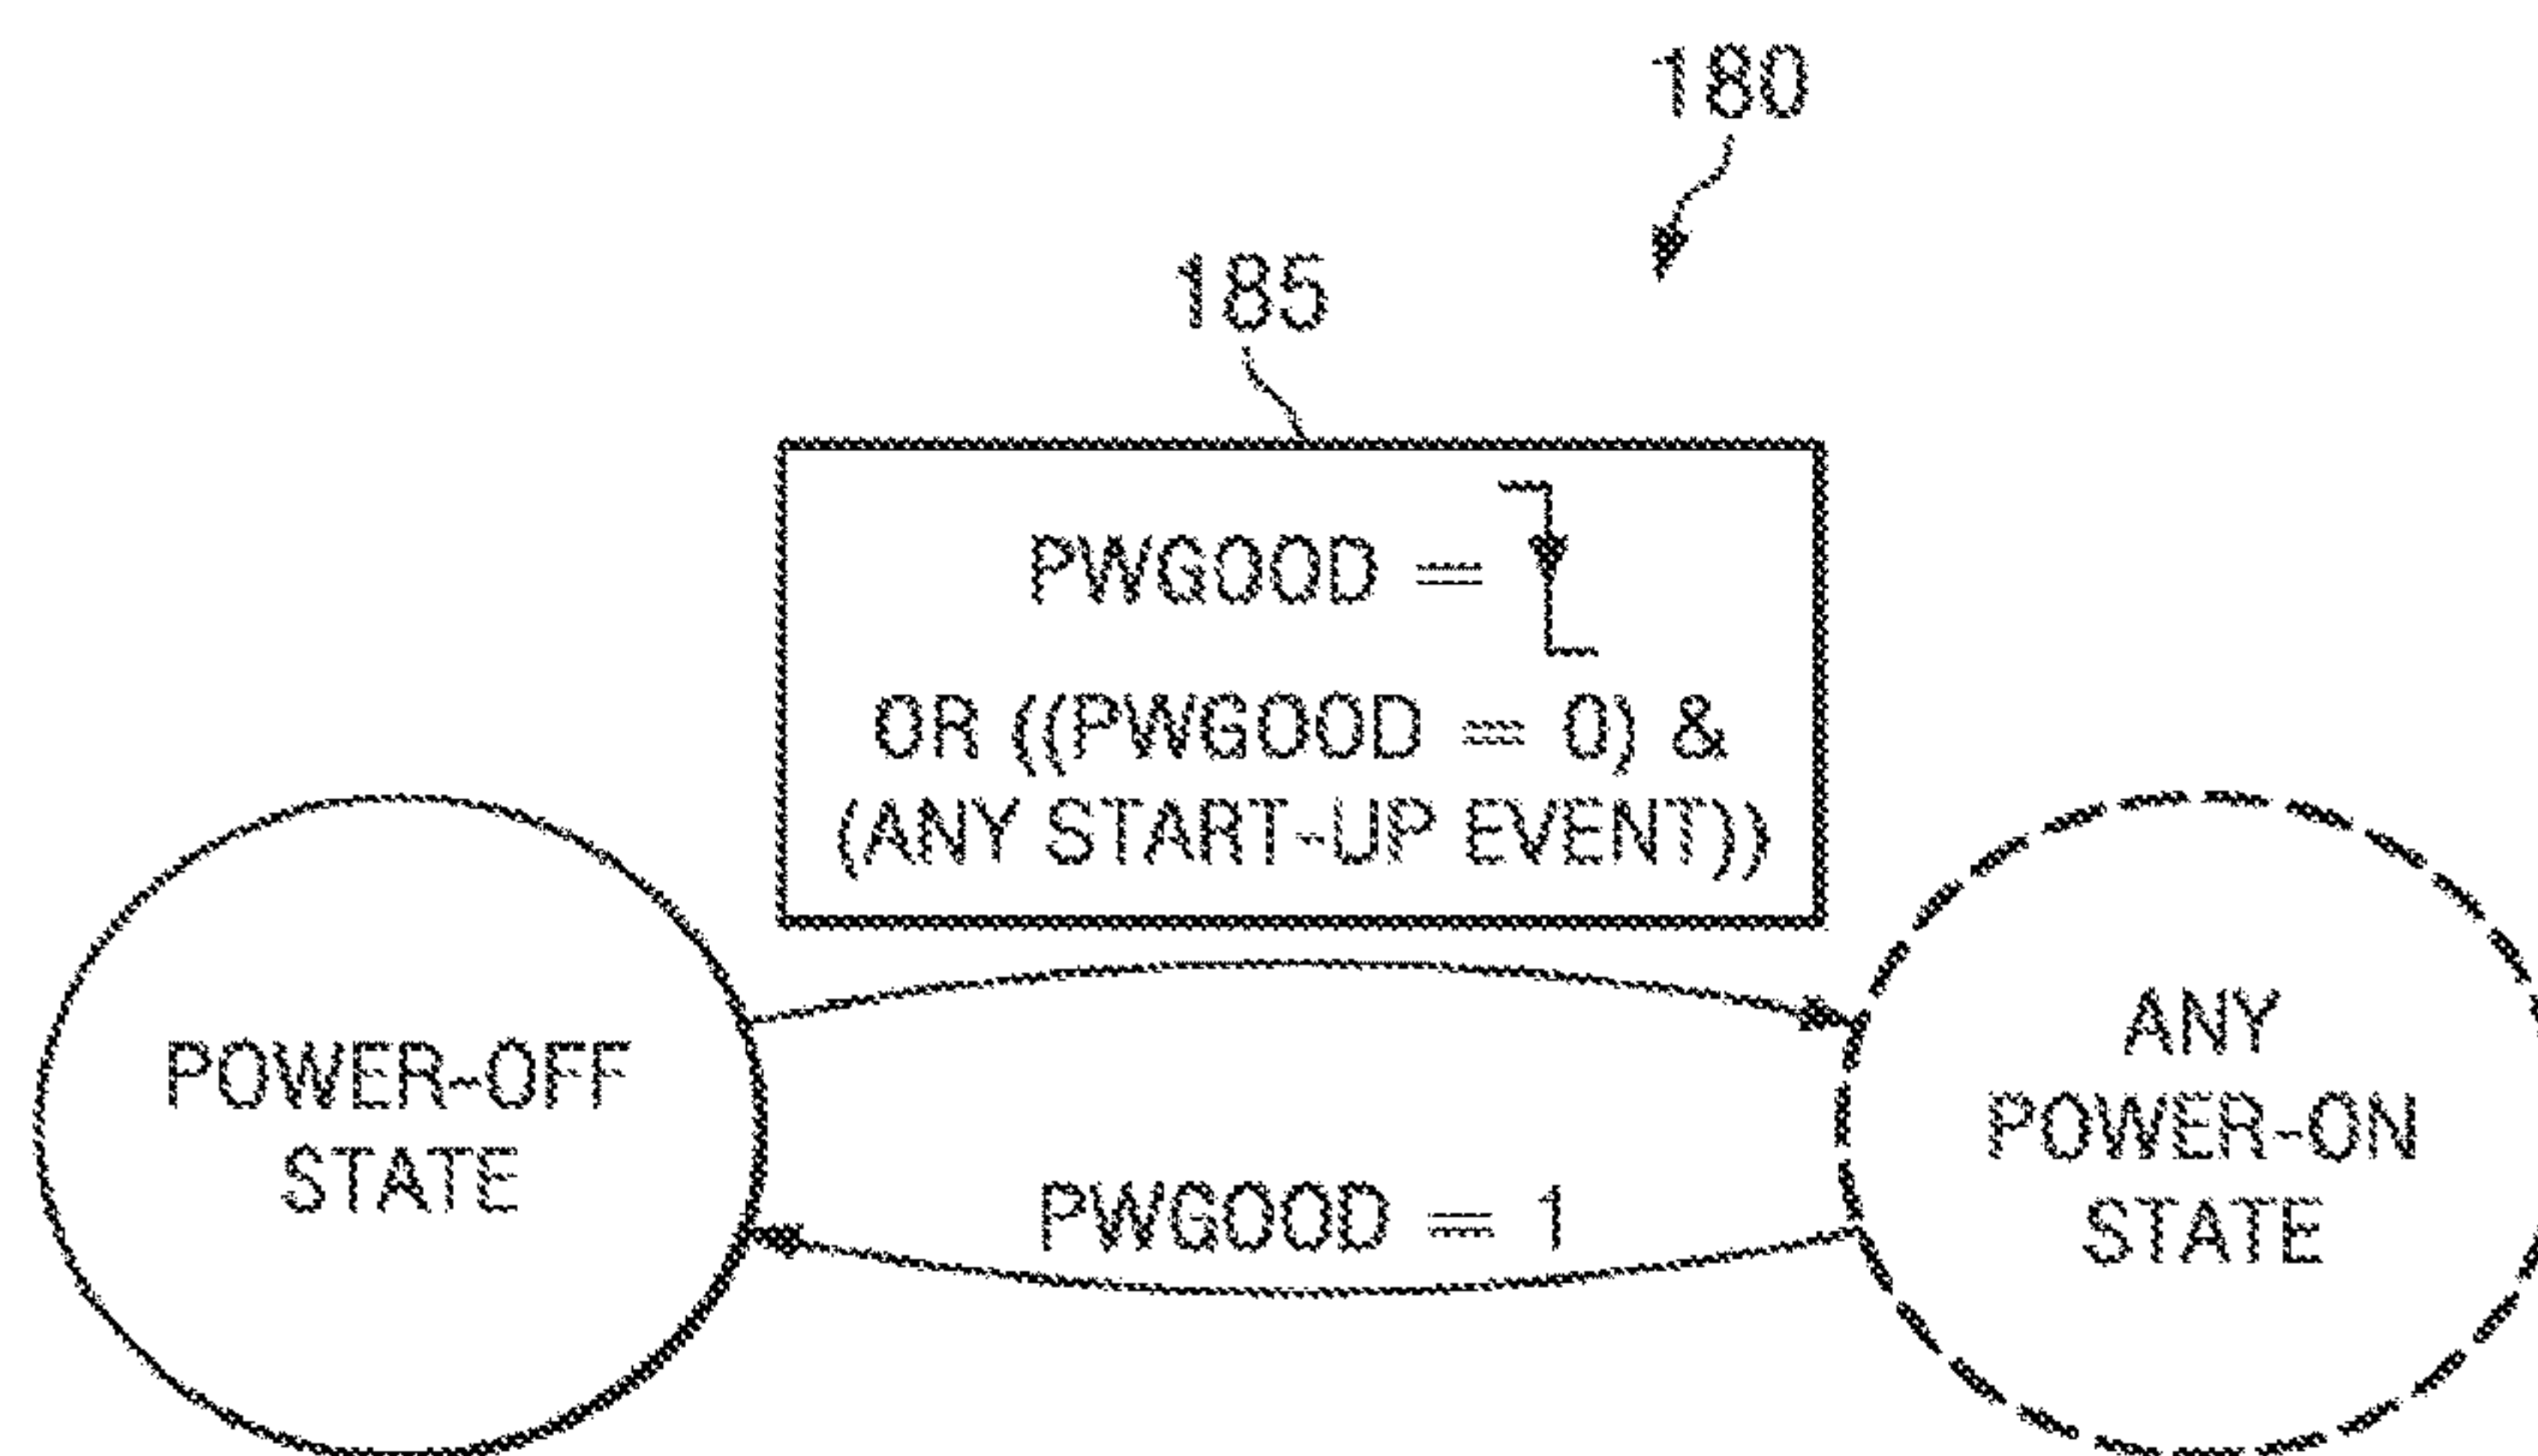 180
185
PWGOOD =
OR ((PWGOOD = 0) &
(ANY START-UP EVENT))
POWER-OFF
STATE
PWGOOD = 1
ANY
POWER-ON
STATE